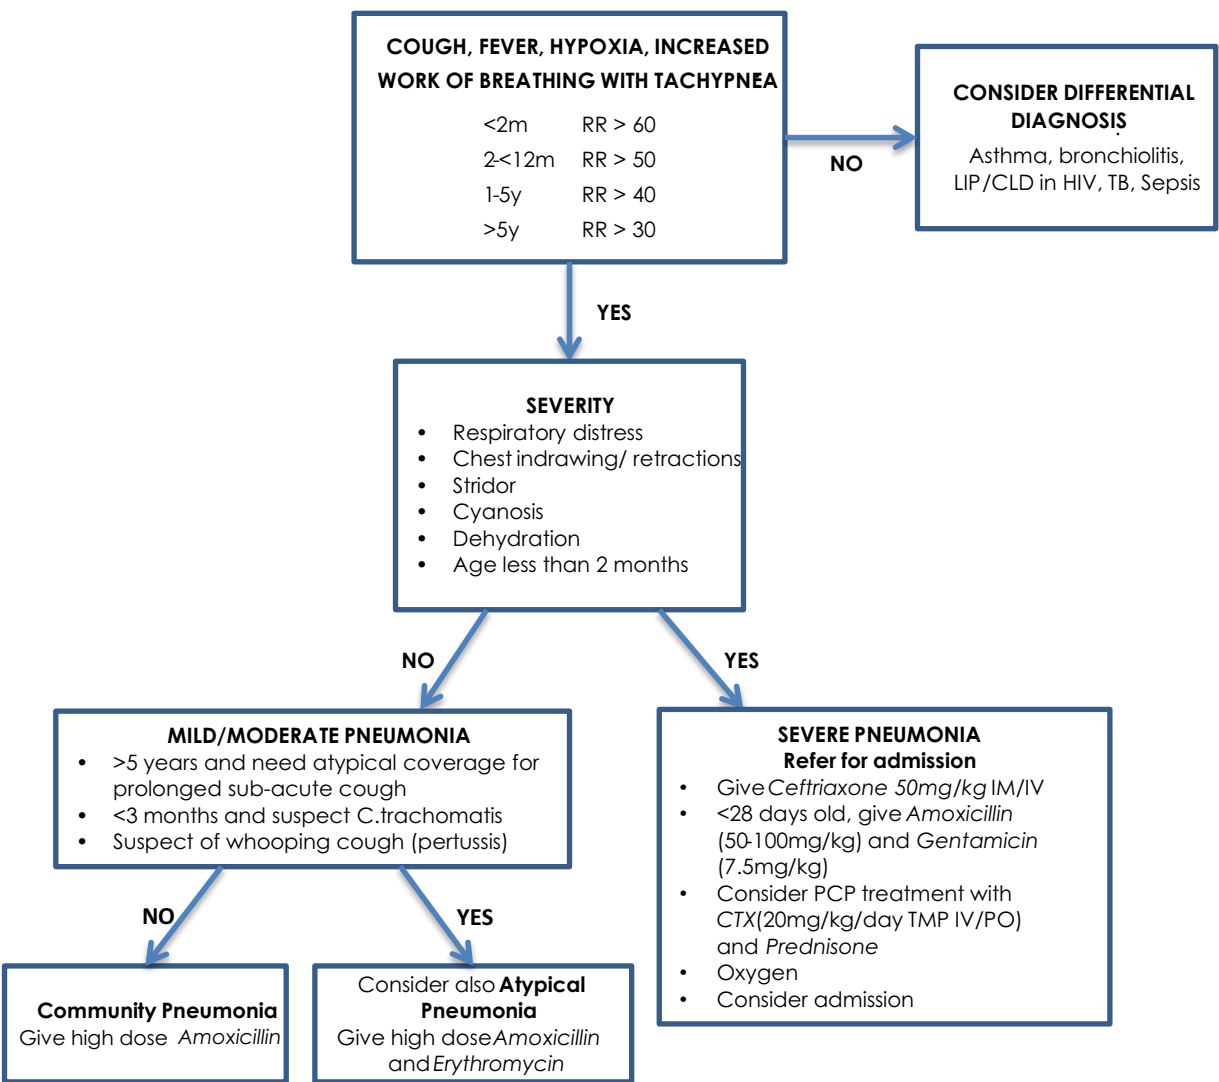 COUGH, FEVER, HYPOXIA, INCREASED
WORK OF BREATHING WITH TACHYPNEA
<2m RR > 60
2-<12m RR > 50
1-5y RR > 40
>5y RR > 30
NO
CONSIDER DIFFERENTIAL
DIAGNOSIS
Asthma, bronchiolitis,
LIP/CLD in HIV, TB, Sepsis
YES
SEVERITY
• Respiratory distress
• Chest indrawing/ retractions
• Stridor
• Cyanosis
• Dehydration
• Age less than 2 months
NO
YES
MILD/MODERATE PNEUMONIA
• >5 years and need atypical coverage for
prolonged sub-acute cough
• <3 months and suspect C.trachomatis
• Suspect of whooping cough (pertussis)
SEVERE PNEUMONIA
Refer for admission
• Give Ceftriaxone 50mg/kg IM/IV
• <28 days old, give Amoxicillin
(50-100mg/kg) and Gentamicin
(7.5mg/kg)
• Consider PCP treatment with
CTX(20mg/kg/day TMP IV/PO)
and Prednisone
• Oxygen
• Consider admission
NO
YES
Community Pneumonia
Give high dose Amoxicillin
Consider also Atypical
Pneumonia
Give high dose Amoxicillin
and Erythromycin